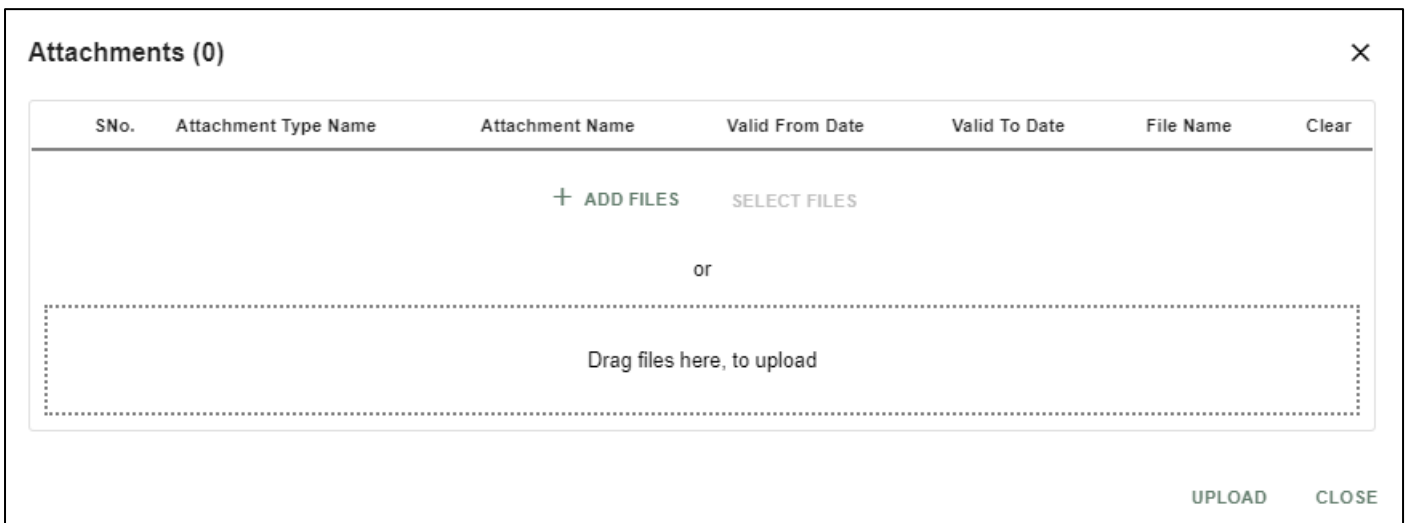 Attachments (0)
SNo. Attachment Type Name Attachment Name Valid From Date Valid To Date File Name Clear
+ ADD FILES SELECT FILES
or
Drag files here, to upload
UPLOAD CLOSE